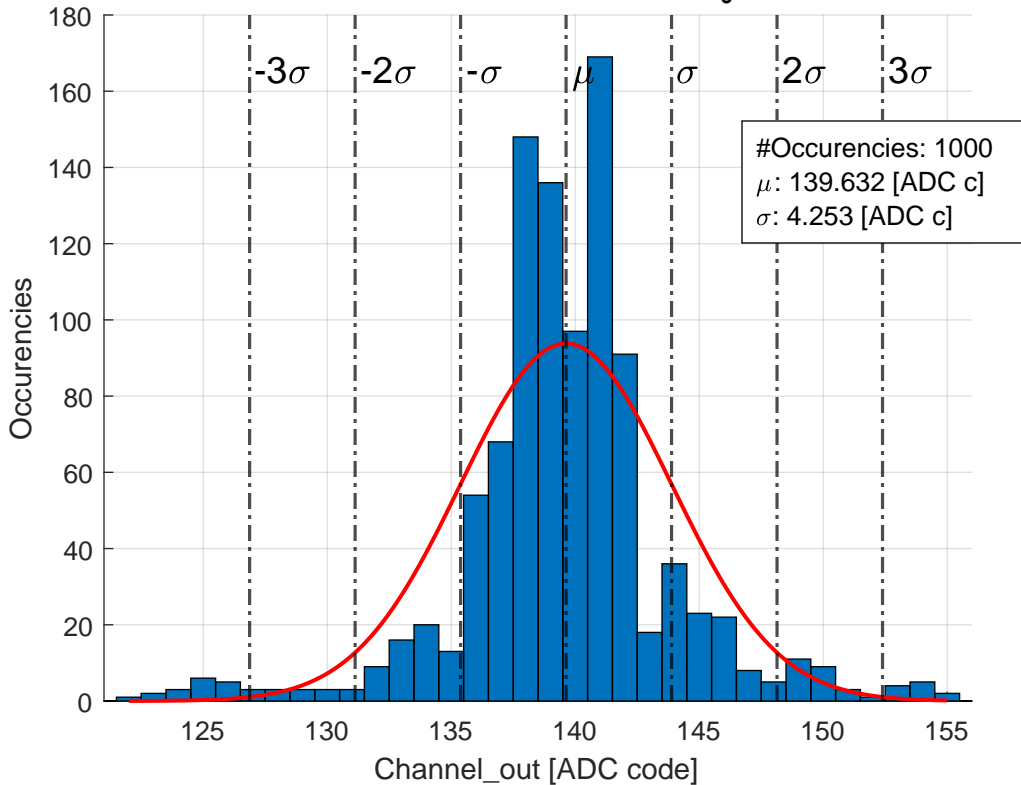 180
160
140
120
100
80
60
40
20
0
Occurencies
-3σ
-2σ
-σ
μ
σ
2σ
3σ
#Occurencies: 1000
μ: 139.632 [ADC c]
σ: 4.253 [ADC c]
125
130
135
140
145
150
155
Channel_out [ADC code]